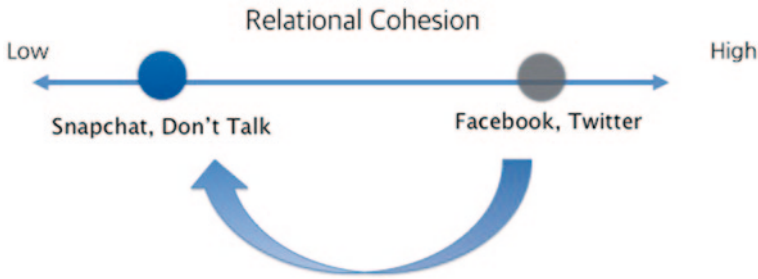 Relational Cohesion
Low
High
Snapchat, Don't Talk
Facebook, Twitter